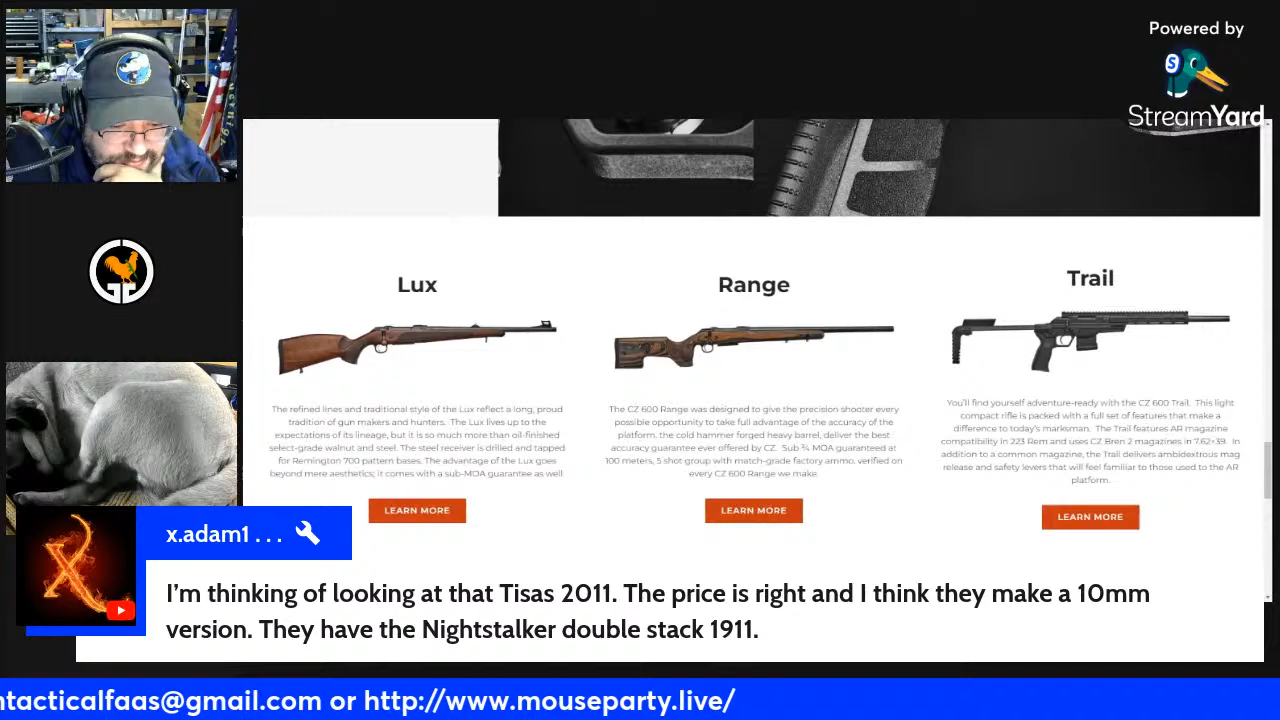 Powered by
StreamYard
Lux
The refined lines and traditional style of the Lux reflect a long, proud
tradition of gun makers and hunters. The Lux lives up to the
expectations of its lineage, but it is so much more than oil-finished
select-grade walnut and steel. The steel receiver is drilled and tapped
for Remington 700 pattern bases. The advantage of the Lux goes
beyond mere aesthetics; it comes with a sub-MOA guarantee as well
LEARN MORE
Range
The CZ 600 Range was designed to give the precision shooter every
possible opportunity to take full advantage of the accuracy of the
platform. the cold hammer forged heavy barrel, deliver the best
accuracy guarantee ever offered by CZ. Sub ¾ MOA guaranteed at
100 meters, 5 shot group with match-grade factory ammo, verified on
every CZ 600 Range we make.
LEARN MORE
Trail
You'll find yourself adventure-ready with the CZ 600 Trail. This light
compact rifle is packed with a full set of features that make a
difference to today's marksman. The Trail features AR magazine
compatibility in 223 Rem and uses CZ Bren 2 magazines in 7.62×39. In
addition to a common magazine, the Trail delivers ambidextrous mag
release and safety levers that will feel familiar to those used to the AR
platform.
LEARN MORE
x.adam1 . . .
I'm thinking of looking at that Tisas 2011. The price is right and I think they make a 10mm
version. They have the Nightstalker double stack 1911.
ntacticalfaas@gmail.com or http://www.mouseparty.live/